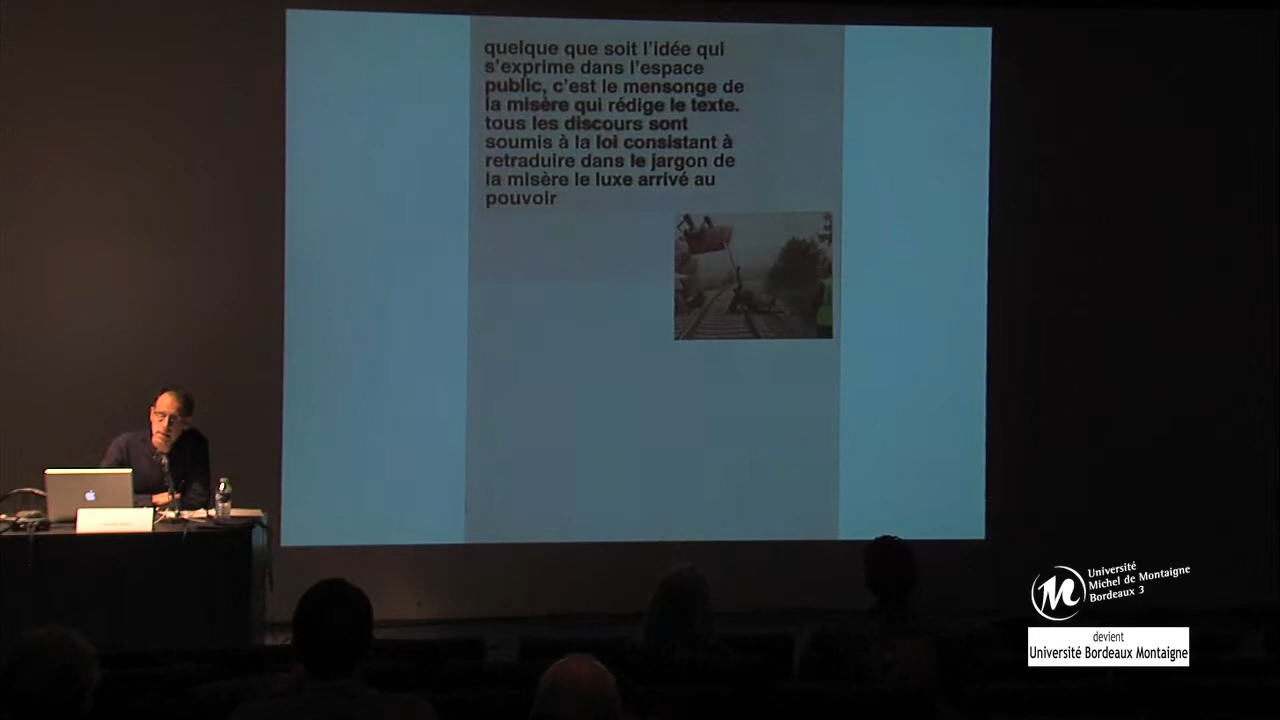 quelque que soit l'idée qui
s'exprime dans l'espace
public, c'est le mensonge de
la misère qui rédige le texte.
tous les discours sont
soumis à la loi consistant à
retraduire dans le jargon de
la misère le luxe arrivé au
pouvoir
Université
Michel de Montaigne
Bordeaux 3
devient
Université Bordeaux Montaigne